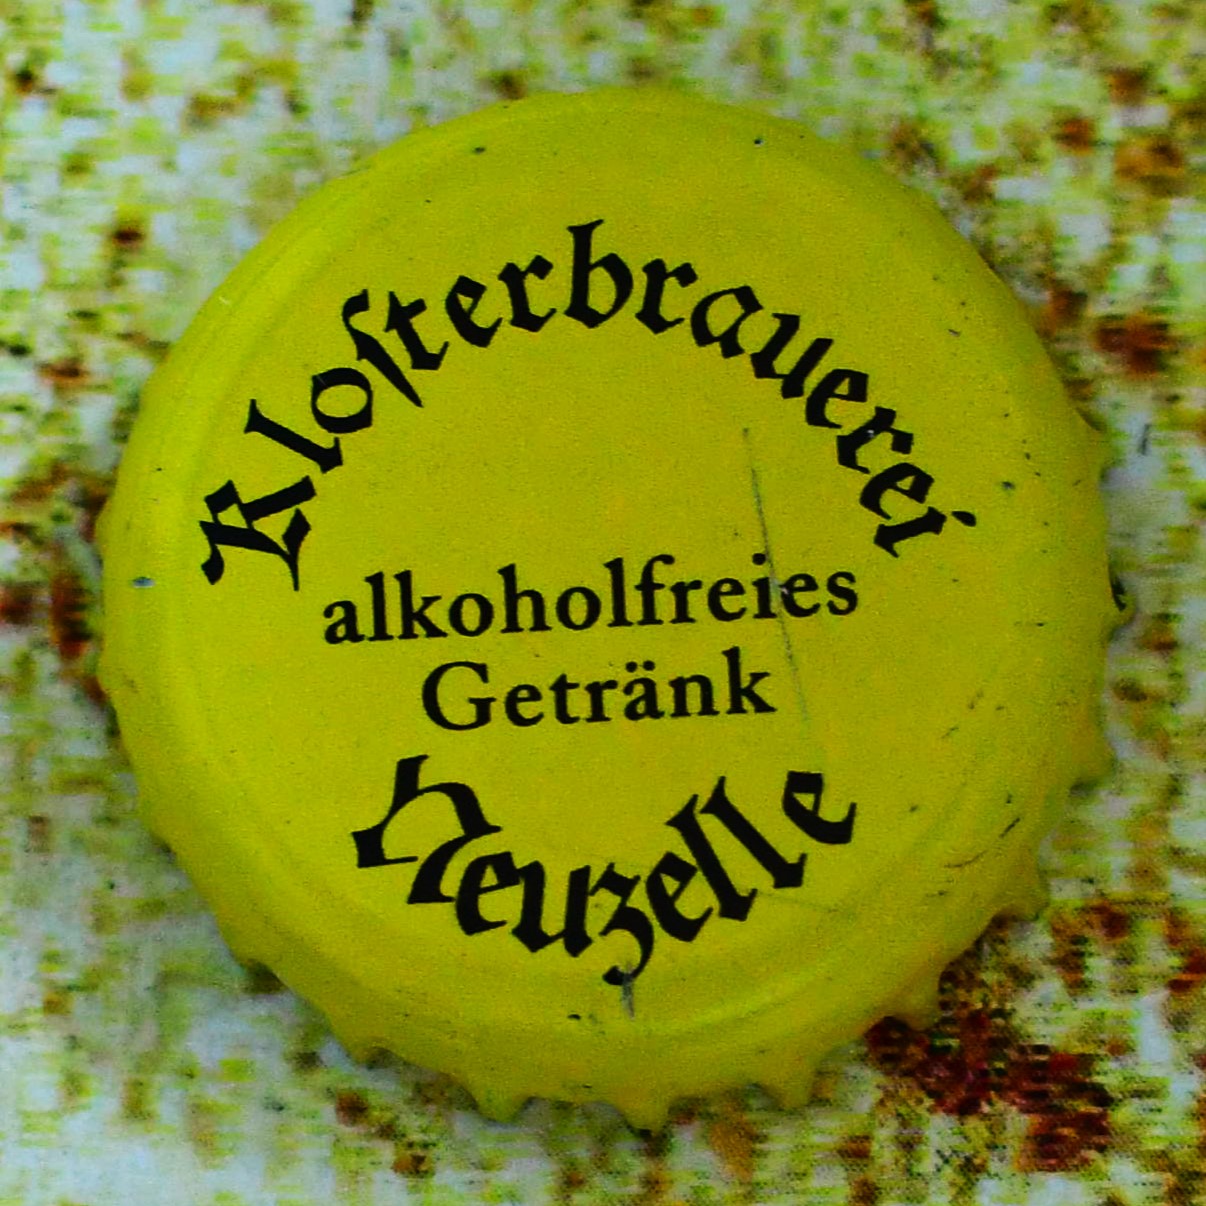 Kloſterbrauerei
alkoholfreies
Getränk
Neuzelle